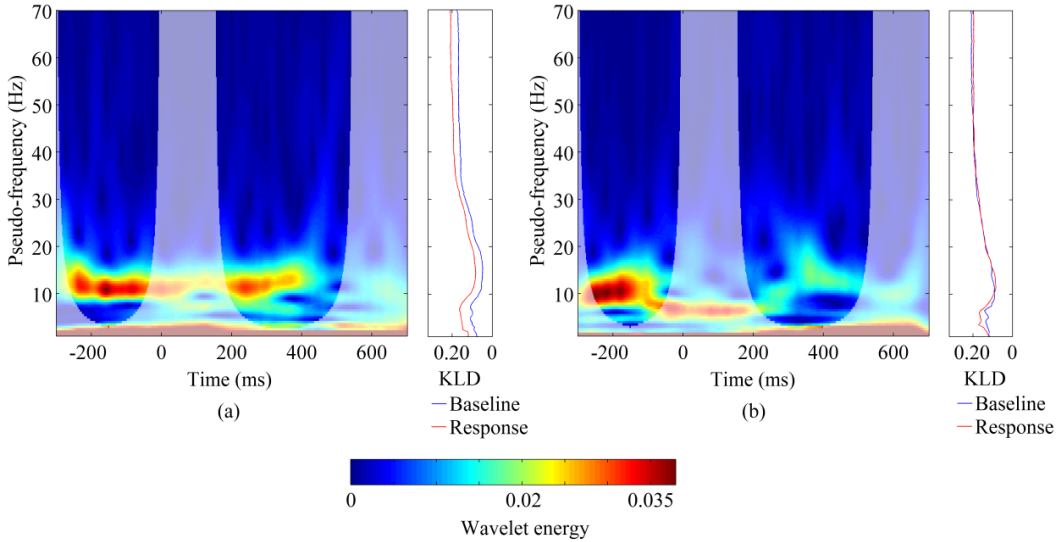 70
60
50
40
30
20
10
Pseudo-frequency (Hz)
-200 0 200 400 600
Time (ms)
(a)
0.20 0
KLD
Baseline
Response
70
60
50
40
30
20
10
Pseudo-frequency (Hz)
-200 0 200 400 600
Time (ms)
(b)
0.20 0
KLD
Baseline
Response
0 0.02 0.035
Wavelet energy